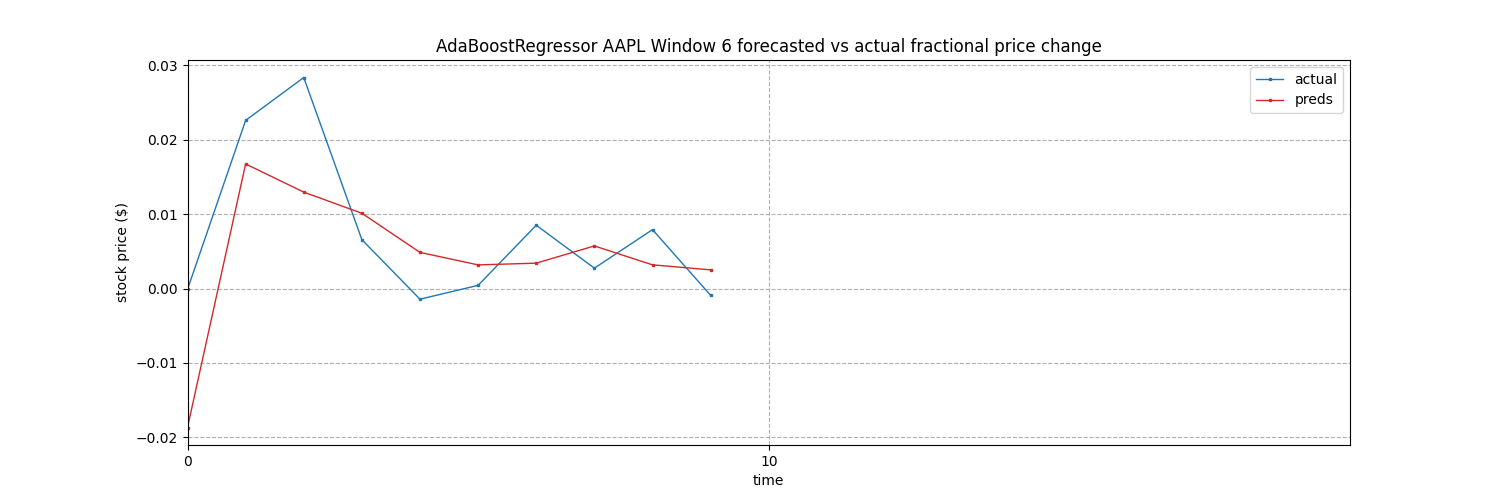 AdaBoostRegressor AAPL Window 6 forecasted vs actual fractional price change
actual
preds
0.03
0.02
0.01
0.00
−0.01
−0.02
stock price ($)
0
10
time